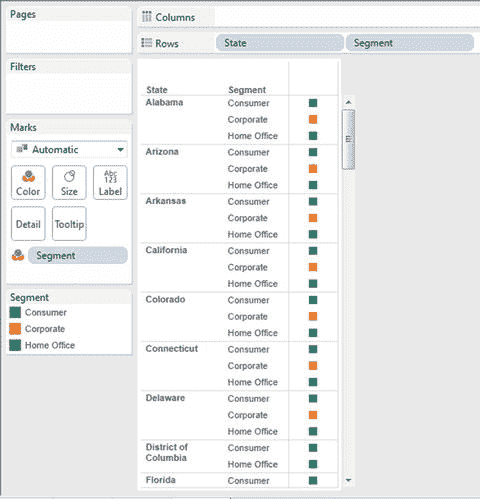 Pages
Columns
Rows State Segment
Filters
Marks
Automatic
Color Size Abc 123 Label
Detail Tooltip
Segment
Segment
Consumer
Corporate
Home Office
State Segment
Alabama Consumer
Corporate
Home Office
Arizona Consumer
Corporate
Home Office
Arkansas Consumer
Corporate
Home Office
California Consumer
Corporate
Home Office
Colorado Consumer
Corporate
Home Office
Connecticut Consumer
Corporate
Home Office
Delaware Consumer
Corporate
Home Office
District of Consumer
Columbia Home Office
Florida Consumer